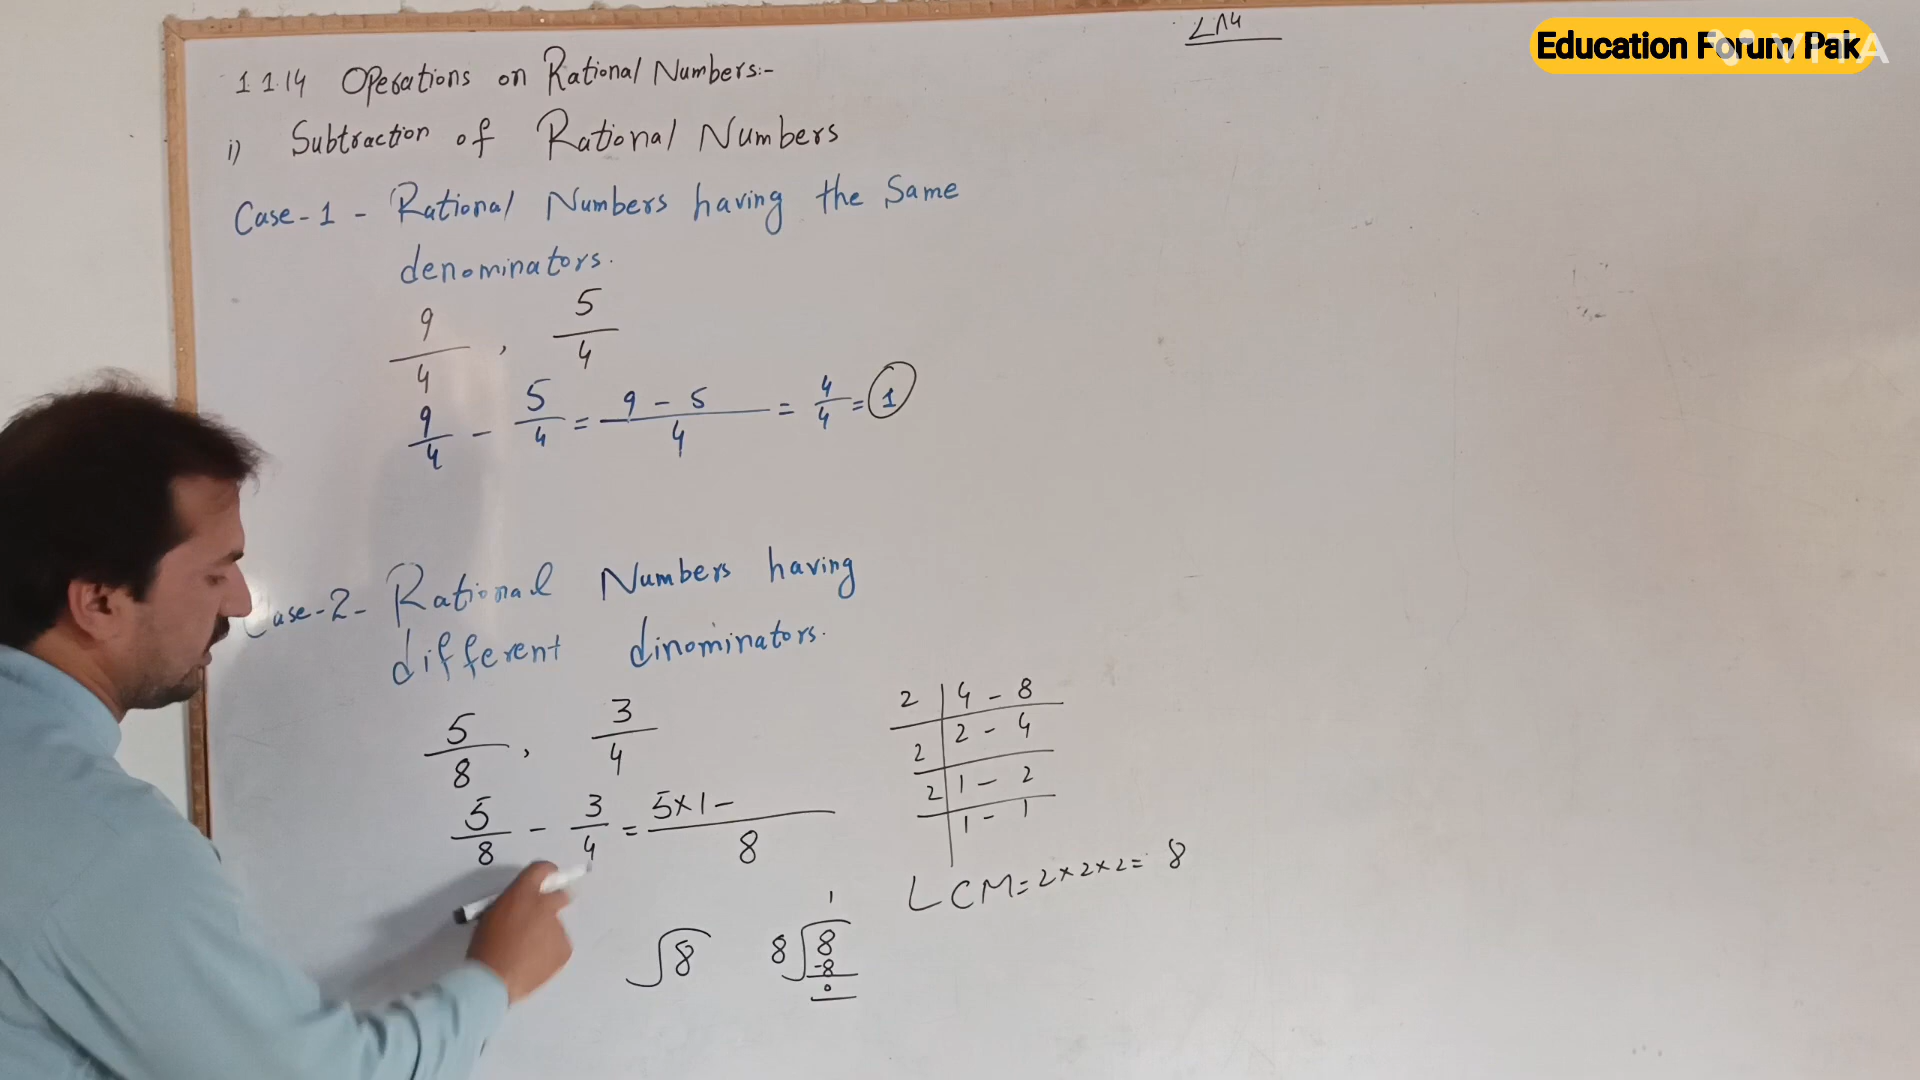 Education Forum Pak
VITA
L14
1.1.14 Operations on Rational Numbers:-
i) Subtraction of Rational Numbers
Case-1 - Rational Numbers having the Same
denominators.
9/4 , 5/4
9/4 - 5/4 = 9 - 5/4 = 4/4 = 1
Case-2- Rational Numbers having
different dinominators.
5/8 , 3/4
5/8 - 3/4 = 5×1-/8
2 | 4 - 8
2 | 2 - 4
2 | 1 - 2
1 - 1
LCM = 2×2×2 = 8
8
1
8 8
-8
0